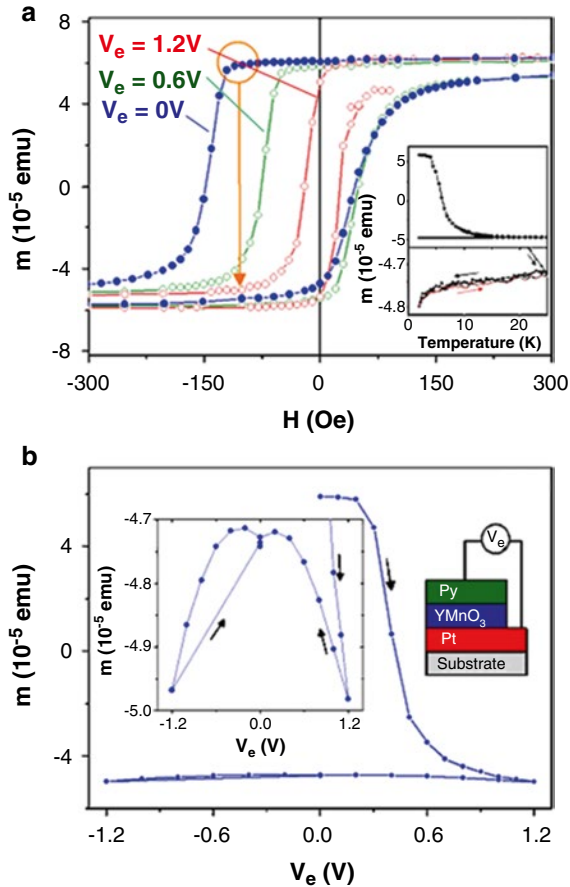 a
8
4
0
-4
-8
m (10⁻⁵ emu)
Vₑ = 1.2V
Vₑ = 0.6V
Vₑ = 0V
5
0
-5
-4.7
-4.8
m (10⁻⁵ emu)
0 10 20
Temperature (K)
-300 -150 0 150 300
H (Oe)
b
4
0
-4
m (10⁻⁵ emu)
-4.7
-4.8
-4.9
-5.0
m (10⁻⁵ emu)
-1.2 0.0 1.2
Vₑ (V)
Vₑ
Py
YMnO₃
Pt
Substrate
-1.2 -0.6 0.0 0.6 1.2
Vₑ (V)